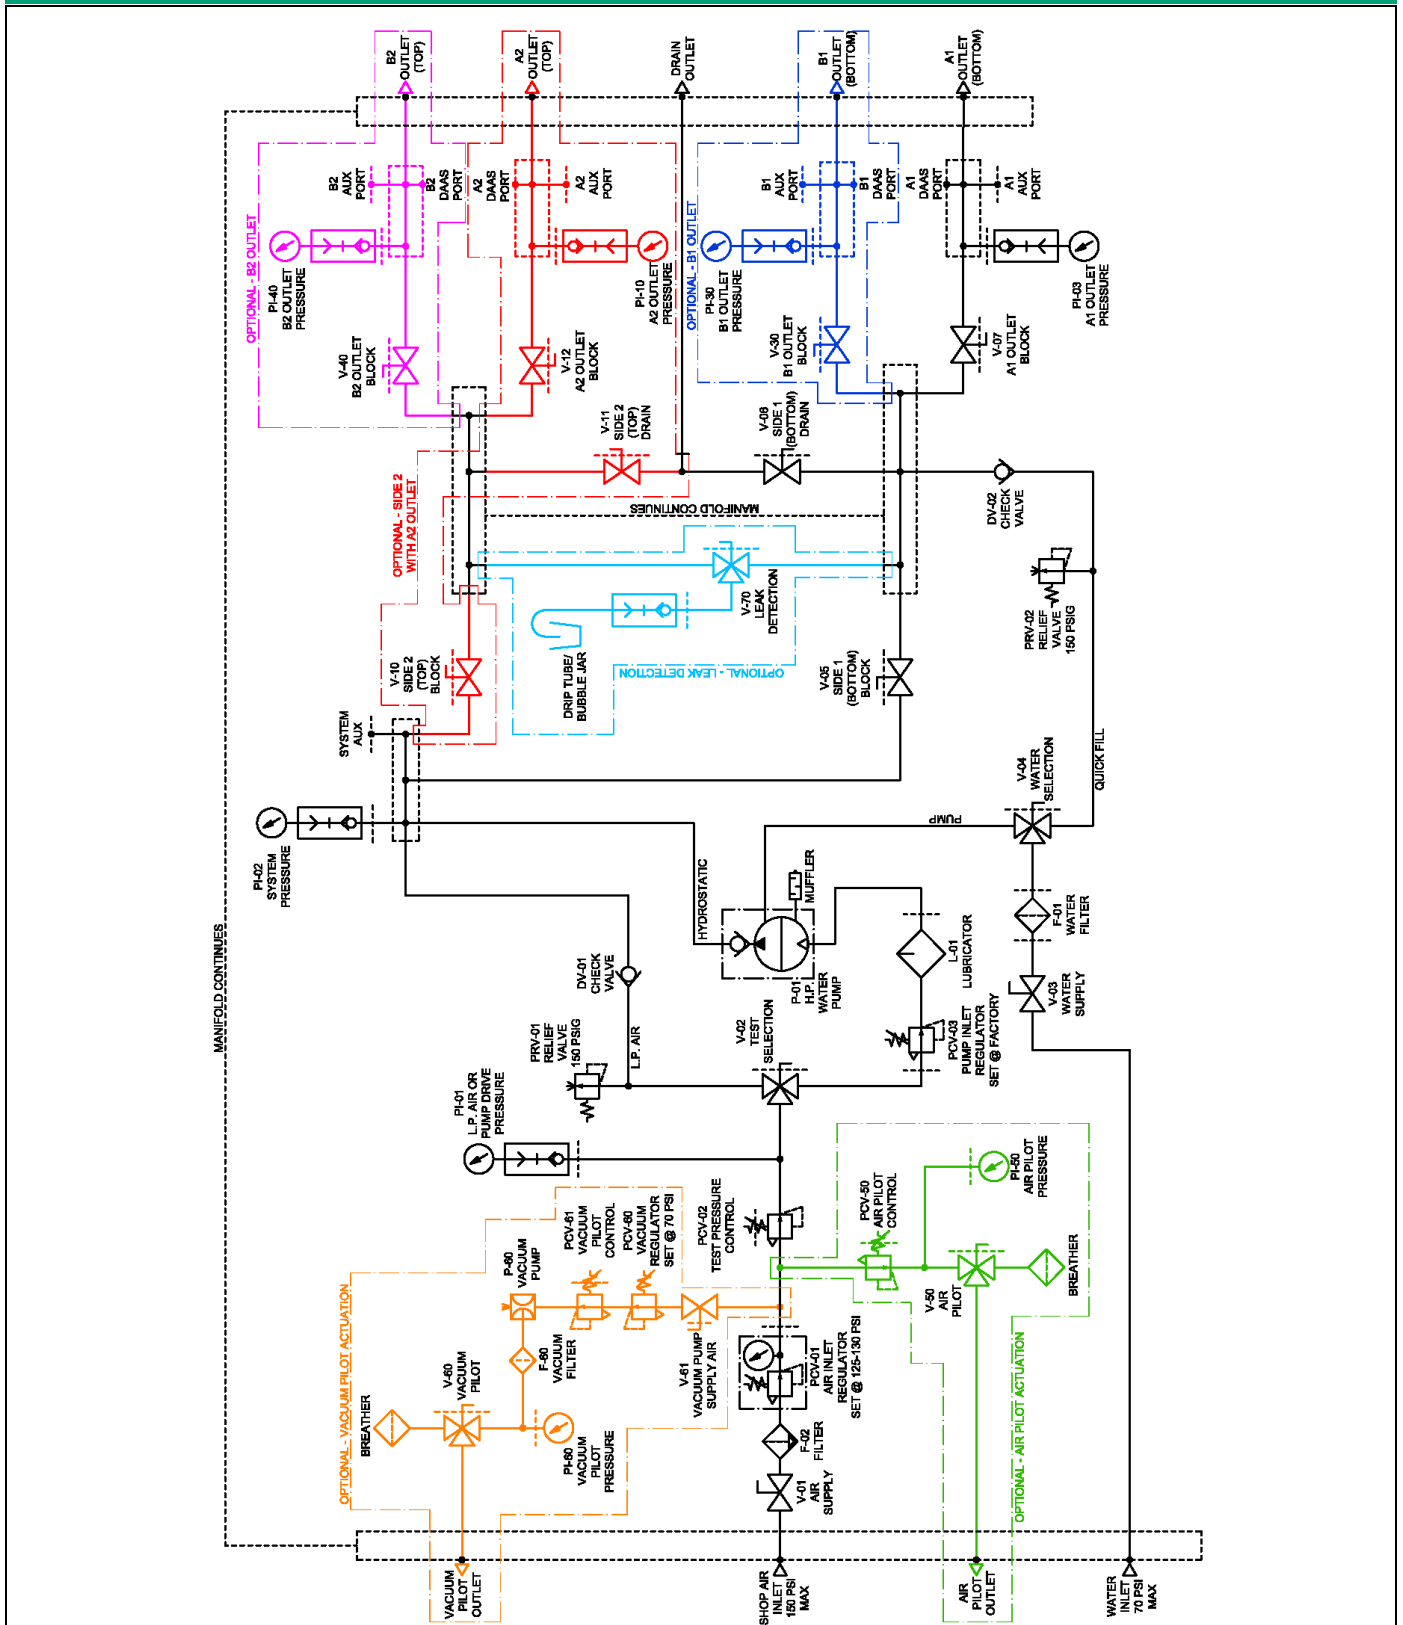 MANIFOLD CONTINUES
B2
OUTLET
(TOP)
A2
OUTLET
(TOP)
DRAIN
OUTLET
B1
OUTLET
(BOTTOM)
A1
OUTLET
(BOTTOM)
OPTIONAL - B2 OUTLET
B2
AUX
PORT
B2
DAAS
PORT
A2
DAAS
PORT
A2
AUX
PORT
OPTIONAL - B1 OUTLET
B1
AUX
PORT
B1
DAAS
PORT
A1
DAAS
PORT
A1
AUX
PORT
PI-40
B2 OUTLET
PRESSURE
PI-10
A2 OUTLET
PRESSURE
PI-30
B1 OUTLET
PRESSURE
PI-03
A1 OUTLET
PRESSURE
V-40
B2 OUTLET
BLOCK
V-12
A2 OUTLET
BLOCK
V-30
B1 OUTLET
BLOCK
V-07
A1 OUTLET
BLOCK
V-11
SIDE 2
(TOP)
DRAIN
V-08
SIDE 1
(BOTTOM)
DRAIN
OPTIONAL - SIDE 2
WITH A2 OUTLET
MANIFOLD CONTINUES
DV-02
CHECK
VALVE
V-70
LEAK
DETECTION
DRIP TUBE/
BUBBLE JAR
OPTIONAL - LEAK DETECTION
PRV-02
RELIEF
VALVE
150 PSIG
V-10
SIDE 2
(TOP)
BLOCK
V-05
SIDE 1
(BOTTOM)
BLOCK
SYSTEM
AUX
PI-02
SYSTEM
PRESSURE
V-04
WATER
SELECTION
QUICK FILL
PUMP
HYDROSTATIC
MUFFLER
P-01
H.P.
WATER
PUMP
L-01
LUBRICATOR
F-01
WATER
FILTER
V-03
WATER
SUPPLY
DV-01
CHECK
VALVE
PRV-01
RELIEF
VALVE
150 PSIG
L.P. AIR
V-02
TEST
SELECTION
PCV-03
PUMP INLET
REGULATOR
SET @ FACTORY
PI-01
L.P. AIR OR
PUMP DRIVE
PRESSURE
PCV-02
TEST PRESSURE
CONTROL
PCV-50
AIR PILOT
CONTROL
PI-50
AIR PILOT
PRESSURE
V-50
AIR
PILOT
BREATHER
OPTIONAL - AIR PILOT ACTUATION
P-60
VACUUM
PUMP
PCV-61
VACUUM
PILOT
CONTROL
PCV-60
VACUUM
REGULATOR
SET @ 70 PSI
V-61
VACUUM PUMP
SUPPLY AIR
F-60
VACUUM
FILTER
V-60
VACUUM
PILOT
BREATHER
PI-60
VACUUM
PILOT
PRESSURE
OPTIONAL - VACUUM PILOT ACTUATION
PCV-01
AIR INLET
REGULATOR
SET @ 125-130 PSI
F-02
FILTER
V-01
AIR
SUPPLY
VACUUM
PILOT
OUTLET
SHOP AIR
INLET
150 PSI
MAX
AIR
PILOT
OUTLET
WATER
INLET
70 PSI
MAX